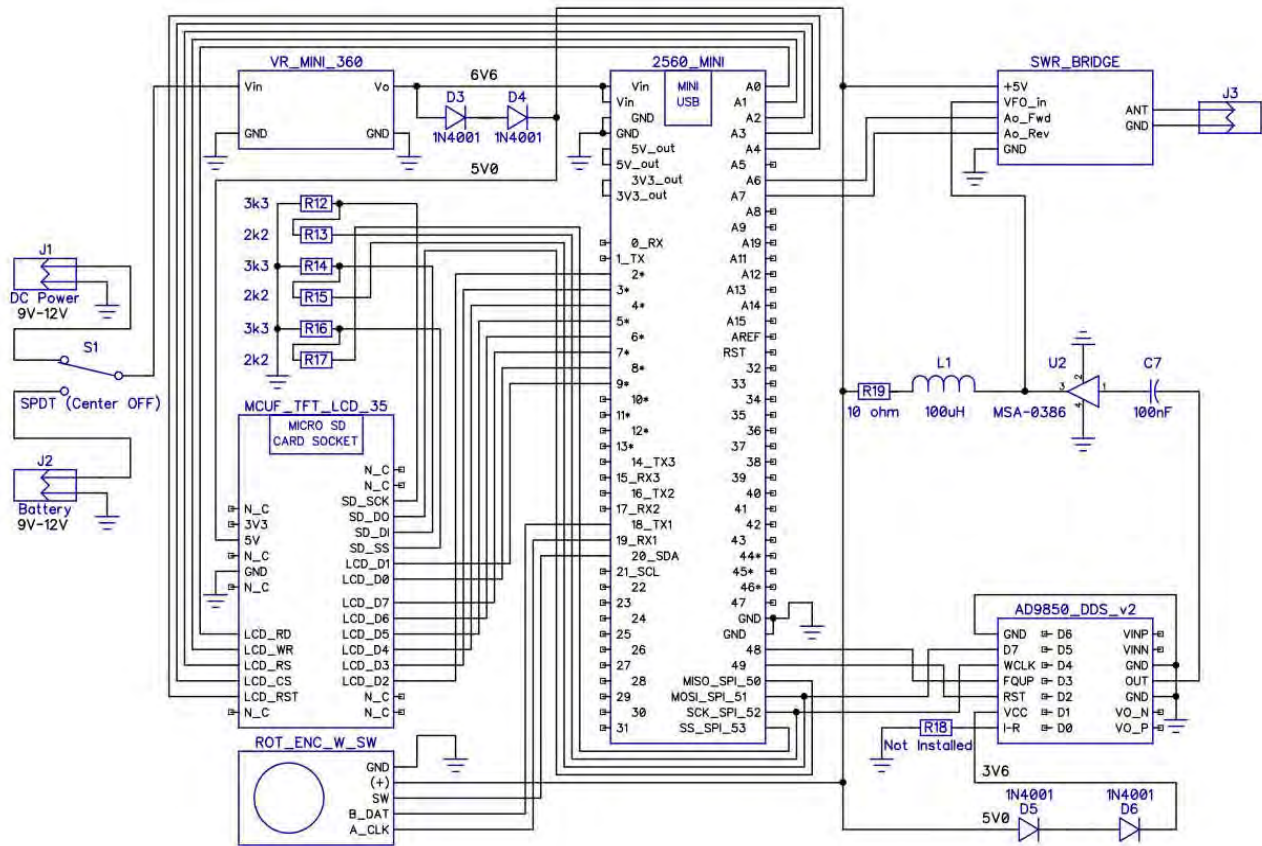 VR_MINI_360
Vin
Vo
GND
GND
6V6
D3
D4
1N4001
1N4001
5V0
2560_MINI
MINI
USB
Vin
Vin
GND
GND
5V_out
5V_out
3V3_out
3V3_out
0_RX
1_TX
2*
3*
4*
5*
6*
7*
8*
9*
10*
11*
12*
13*
14_TX3
15_RX3
16_TX2
17_RX2
18_TX1
19_RX1
20_SDA
21_SCL
22
23
24
25
26
27
28
29
30
31
A0
A1
A2
A3
A4
A5
A6
A7
A8
A9
A19
A11
A12
A13
A14
A15
AREF
RST
32
33
34
35
36
37
38
39
40
41
42
43
44*
45*
46*
47
GND
GND
48
49
MISO_SPI_50
MOSI_SPI_51
SCK_SPI_52
SS_SPI_53
SWR_BRIDGE
+5V
VFO_in
Ao_Fwd
Ao_Rev
GND
ANT
GND
J3
3k3
R12
2k2
R13
3k3
R14
2k2
R15
3k3
R16
2k2
R17
J1
DC Power
9V-12V
S1
SPDT (Center OFF)
J2
Battery
9V-12V
MCUF_TFT_LCD_35
MICRO SD
CARD SOCKET
N_C
3V3
5V
N_C
GND
N_C
LCD_RD
LCD_WR
LCD_RS
LCD_CS
LCD_RST
N_C
N_C
N_C
SD_SCK
SD_DO
SD_DI
SD_SS
LCD_D1
LCD_D0
LCD_D7
LCD_D6
LCD_D5
LCD_D4
LCD_D3
LCD_D2
N_C
N_C
ROT_ENC_W_SW
GND
(+)
SW
B_DAT
A_CLK
R19
10 ohm
L1
100uH
U2
MSA-0386
3
2
1
4
C7
100nF
AD9850_DDS_v2
GND
D7
WCLK
FQUP
RST
VCC
I-R
D6
D5
D4
D3
D2
D1
D0
VINP
VINN
GND
OUT
GND
VO_N
VO_P
R18
Not Installed
3V6
1N4001
D5
1N4001
D6
5V0